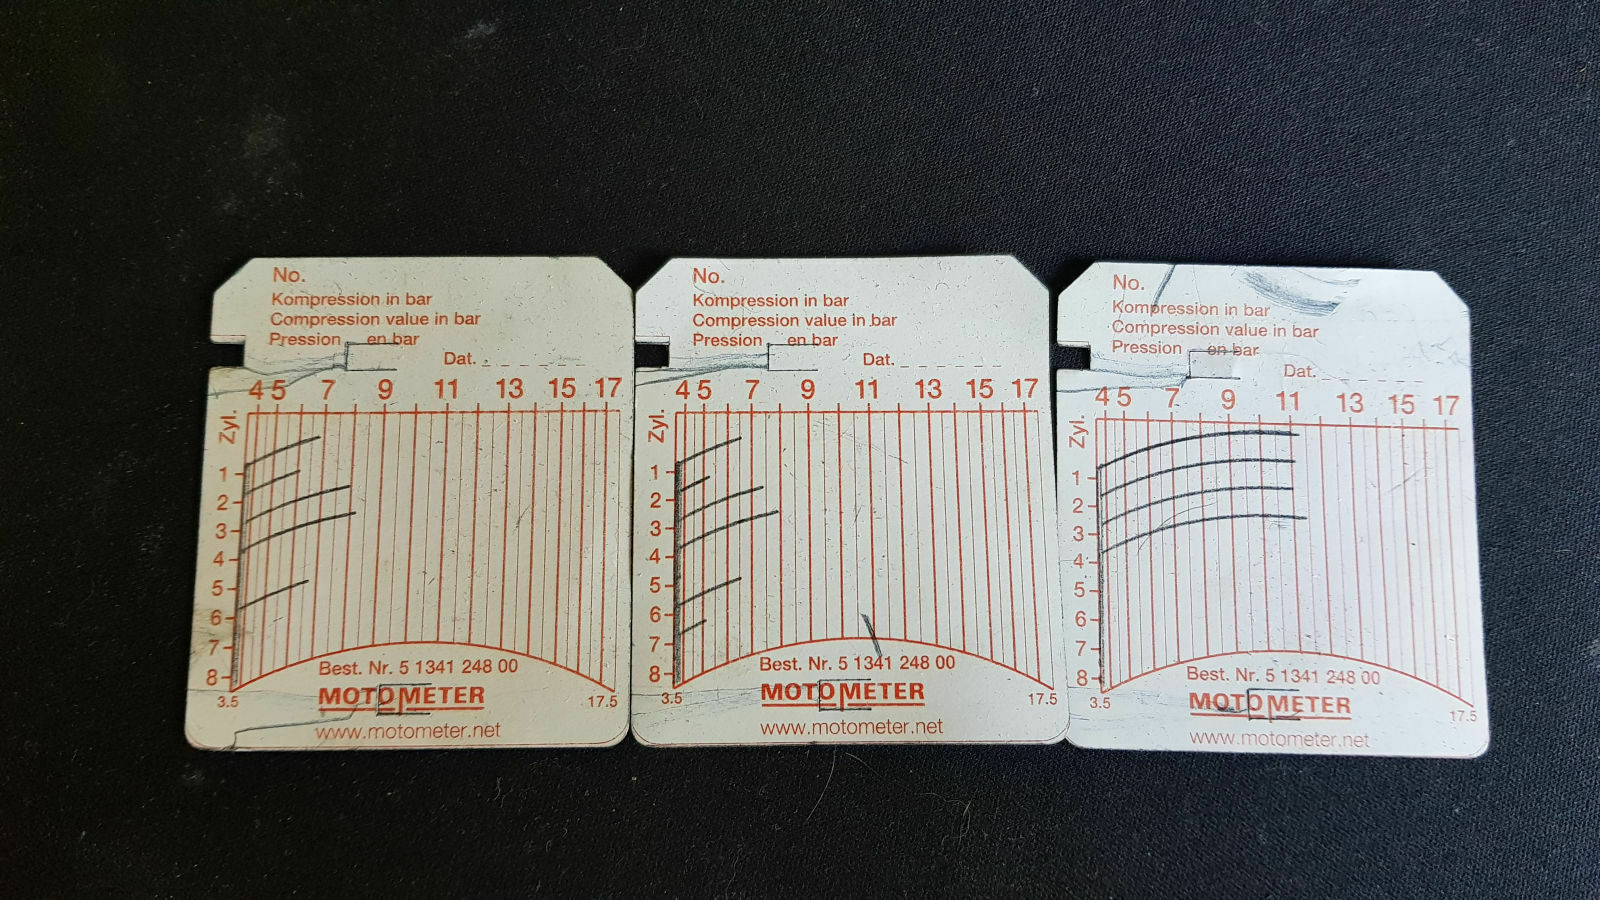 No.
Kompression in bar
Compression value in bar
Pression en bar
Dat.
4 5 7 9 11 13 15 17
Zyl.
1
2
3
4
5
6
7
8
3.5
17.5
Best. Nr. 5 1341 248 00
MOTOMETER
www.motometer.net
No.
Kompression in bar
Compression value in bar
Pression en bar
Dat.
4 5 7 9 11 13 15 17
Zyl.
1
2
3
4
5
6
7
8
3.5
17.5
Best. Nr. 5 1341 248 00
MOTOMETER
www.motometer.net
No.
Kompression in bar
Compression value in bar
Pression en bar
Dat.
4 5 7 9 11 13 15 17
Zyl.
1
2
3
4
5
6
7
8
3.5
17.5
Best. Nr. 5 1341 248 00
MOTOMETER
www.motometer.net